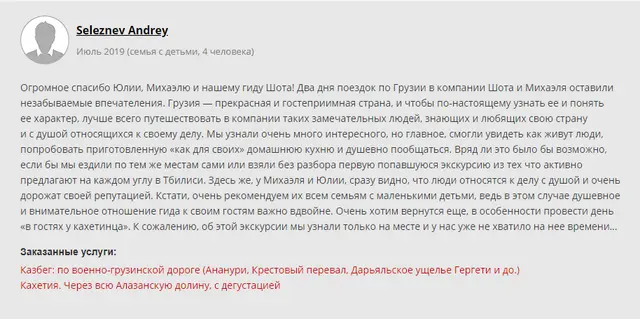 Seleznev Andrey
Июль 2019 (семья с детьми, 4 человека)
Огромное спасибо Юлии, Михаэлю и нашему гиду Шота! Два дня поездок по Грузии в компании Шота и Михаэля оставили
незабываемые впечателения. Грузия — прекрасная и гостеприимная страна, и чтобы по-настоящему узнать ее и понять
ее характер, лучше всего путешествовать в компании таких замечательных людей, знающих и любящих свою страну
и с душой относящихся к своему делу. Мы узнали очень много интересного, но главное, смогли увидеть как живут люди,
попробовать приготовленную «как для своих» домашнюю кухню и душевно пообщаться. Вряд ли это было бы возможно,
если бы мы ездили по тем же местам сами или взяли без разбора первую попавшуюся экскурсию из тех что активно
предлагают на каждом углу в Тбилиси. Здесь же, у Михаэля и Юлии, сразу видно, что люди относятся к делу с душой и очень
дорожат своей репутацией. Кстати, очень рекомендуем их всем семьям с маленькими детьми, ведь в этом случае душевное
и внимательное отношение гида к своим гостям важно вдвойне. Очень хотим вернутся еще, в особенности провести день
«в гостях у кахетинца». К сожалению, об этой экскурсии мы узнали только на месте и у нас уже не хватило на нее времени...
Заказанные услуги:
Казбег: по военно-грузинской дороге (Ананури, Крестовый перевал, Дарьяльское ущелье Гергети и до.)
Кахетия. Через всю Алазанскую долину, с дегустацией